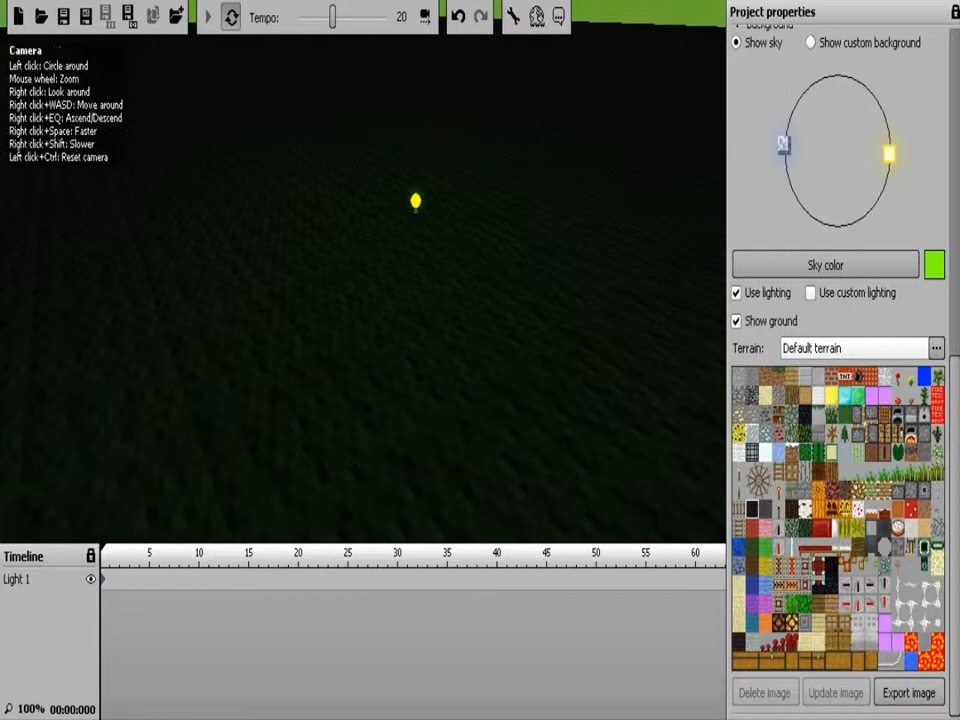 Tempo:
20
Project properties
Camera
Left click: Circle around
Mouse wheel: Zoom
Right click: Look around
Right click+WASD: Move around
Right click+EQ: Ascend/Descend
Right click+Space: Faster
Right click+Shift: Slower
Left click+Ctrl: Reset camera
Background
Show sky
Show custom background
Sky color
Use lighting
Use custom lighting
Show ground
Terrain:
Default terrain
TNT
Delete image
Update image
Export image
Timeline
5 10 15 20 25 30 35 40 45 50 55 60
Light 1
100% 00:00:000